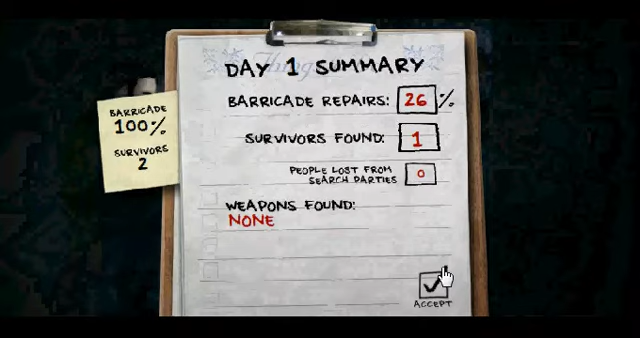 DAY 1 SUMMARY
BARRICADE REPAIRS: 26 %
BARRICADE
100%
SURVIVORS
2
SURVIVORS FOUND: 1
PEOPLE LOST FROM
SEARCH PARTIES 0
WEAPONS FOUND:
NONE
ACCEPT